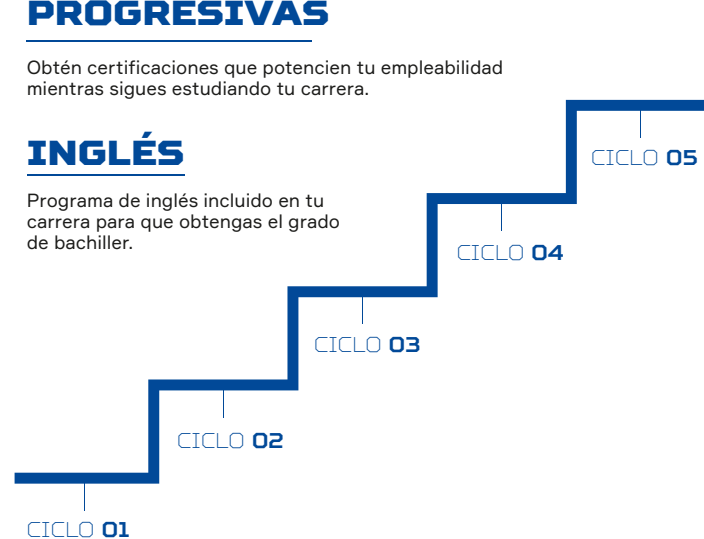 PROGRESIVAS
Obtén certificaciones que potencien tu empleabilidad
mientras sigues estudiando tu carrera.
INGLÉS
Programa de inglés incluido en tu
carrera para que obtengas el grado
de bachiller.
CICLO 05
CICLO 04
CICLO 03
CICLO 02
CICLO 01